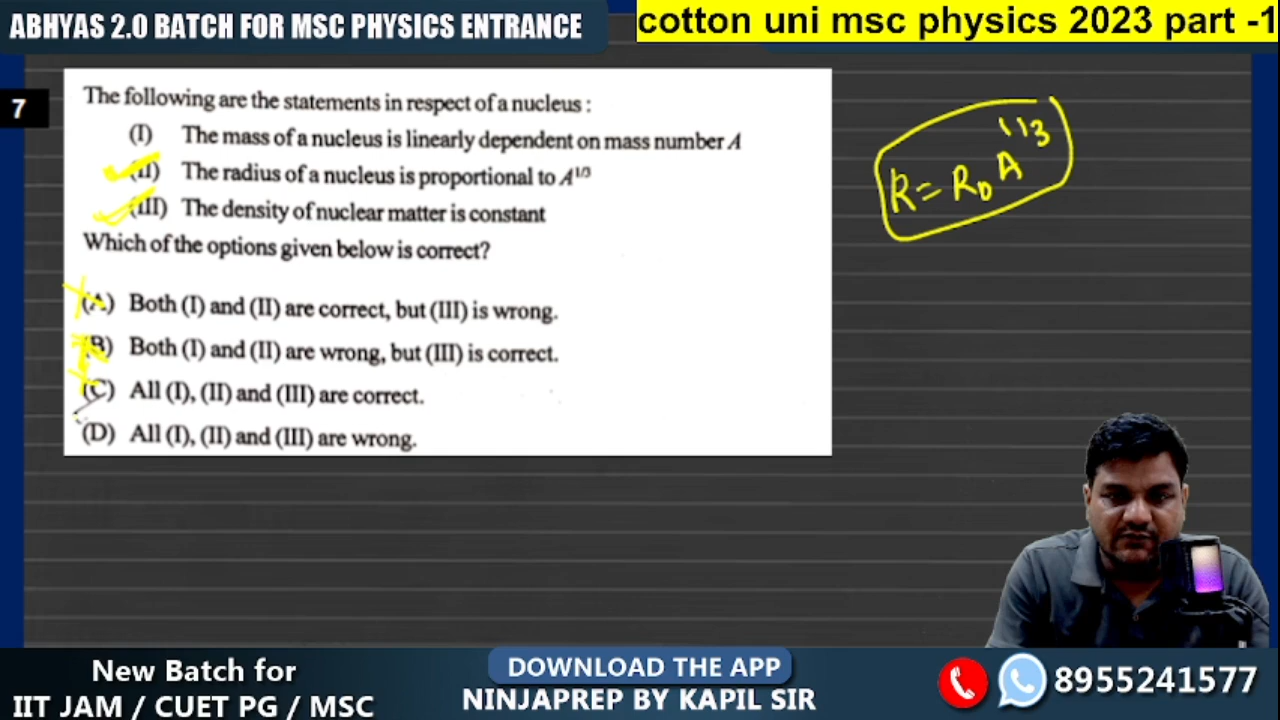 ABHYAS 2.0 BATCH FOR MSC PHYSICS ENTRANCE
cotton uni msc physics 2023 part -1
7
The following are the statements in respect of a nucleus :
(I) The mass of a nucleus is linearly dependent on mass number A
(II) The radius of a nucleus is proportional to A^{1/3}
(III) The density of nuclear matter is constant
Which of the options given below is correct?
(A) Both (I) and (II) are correct, but (III) is wrong.
(B) Both (I) and (II) are wrong, but (III) is correct.
(C) All (I), (II) and (III) are correct.
(D) All (I), (II) and (III) are wrong.
R = R₀ A^{1/3}
New Batch for
IIT JAM / CUET PG / MSC
DOWNLOAD THE APP
NINJAPREP BY KAPIL SIR
8955241577